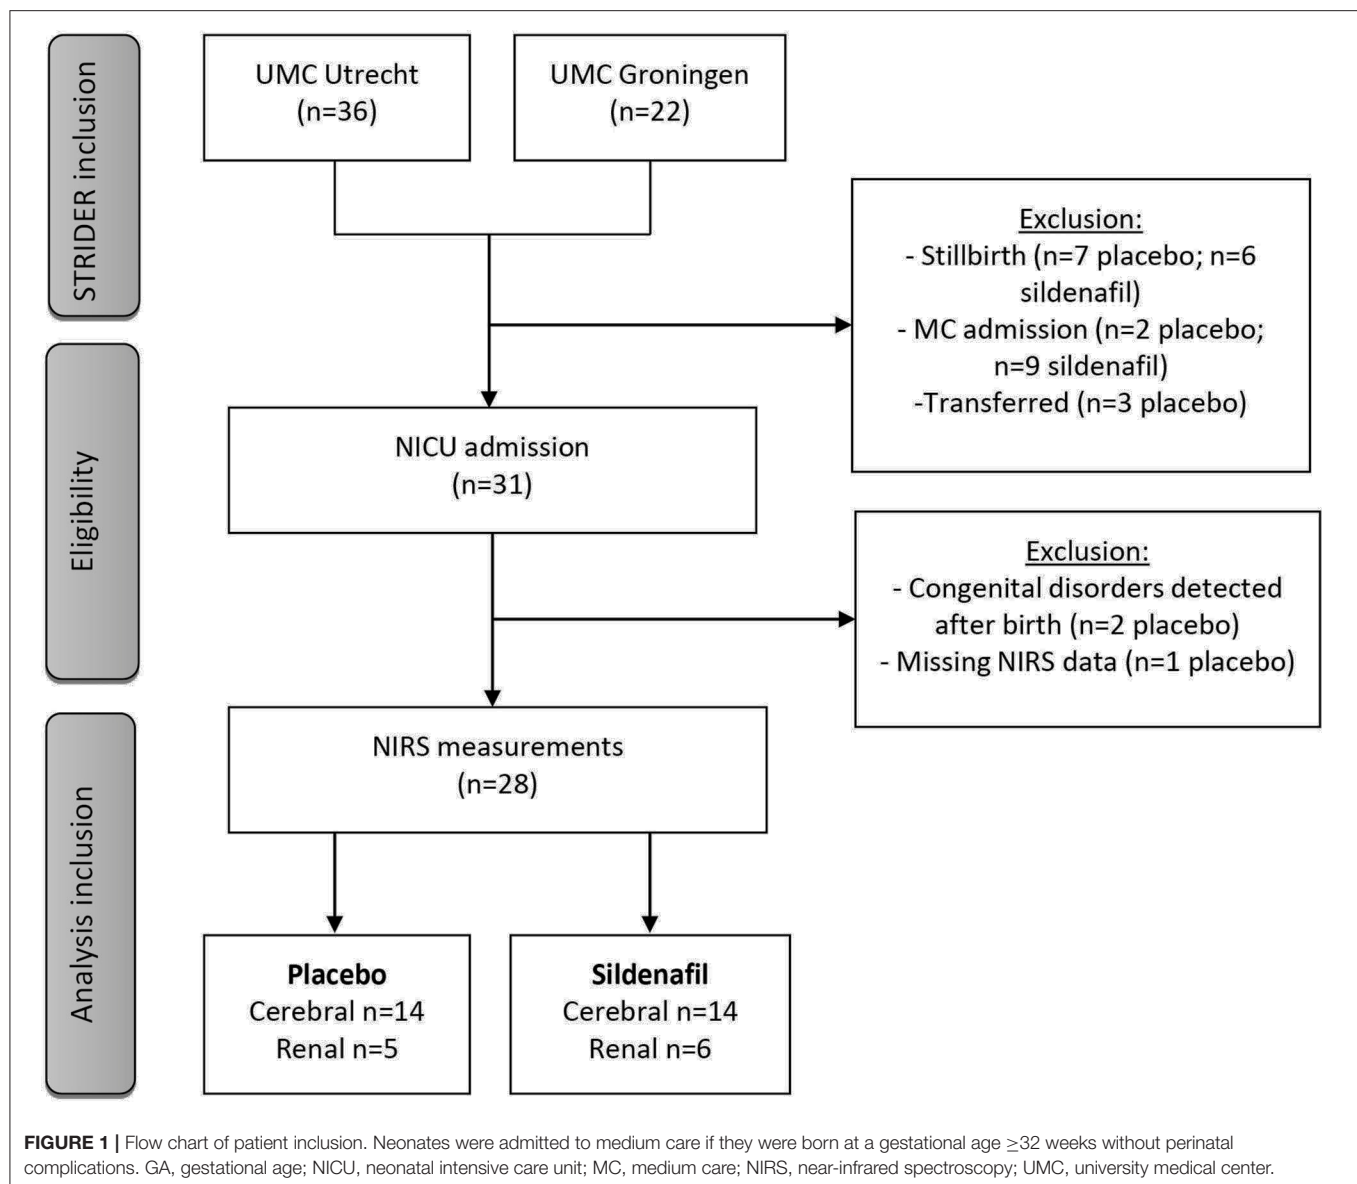 STRIDER inclusion
UMC Utrecht
(n=36)
UMC Groningen
(n=22)
Exclusion:
- Stillbirth (n=7 placebo; n=6
sildenafil)
- MC admission (n=2 placebo;
n=9 sildenafil)
-Transferred (n=3 placebo)
Eligibility
NICU admission
(n=31)
Exclusion:
- Congenital disorders detected
after birth (n=2 placebo)
- Missing NIRS data (n=1 placebo)
Analysis inclusion
NIRS measurements
(n=28)
Placebo
Cerebral n=14
Renal n=5
Sildenafil
Cerebral n=14
Renal n=6
FIGURE 1 | Flow chart of patient inclusion. Neonates were admitted to medium care if they were born at a gestational age ≥32 weeks without perinatal
complications. GA, gestational age; NICU, neonatal intensive care unit; MC, medium care; NIRS, near-infrared spectroscopy; UMC, university medical center.